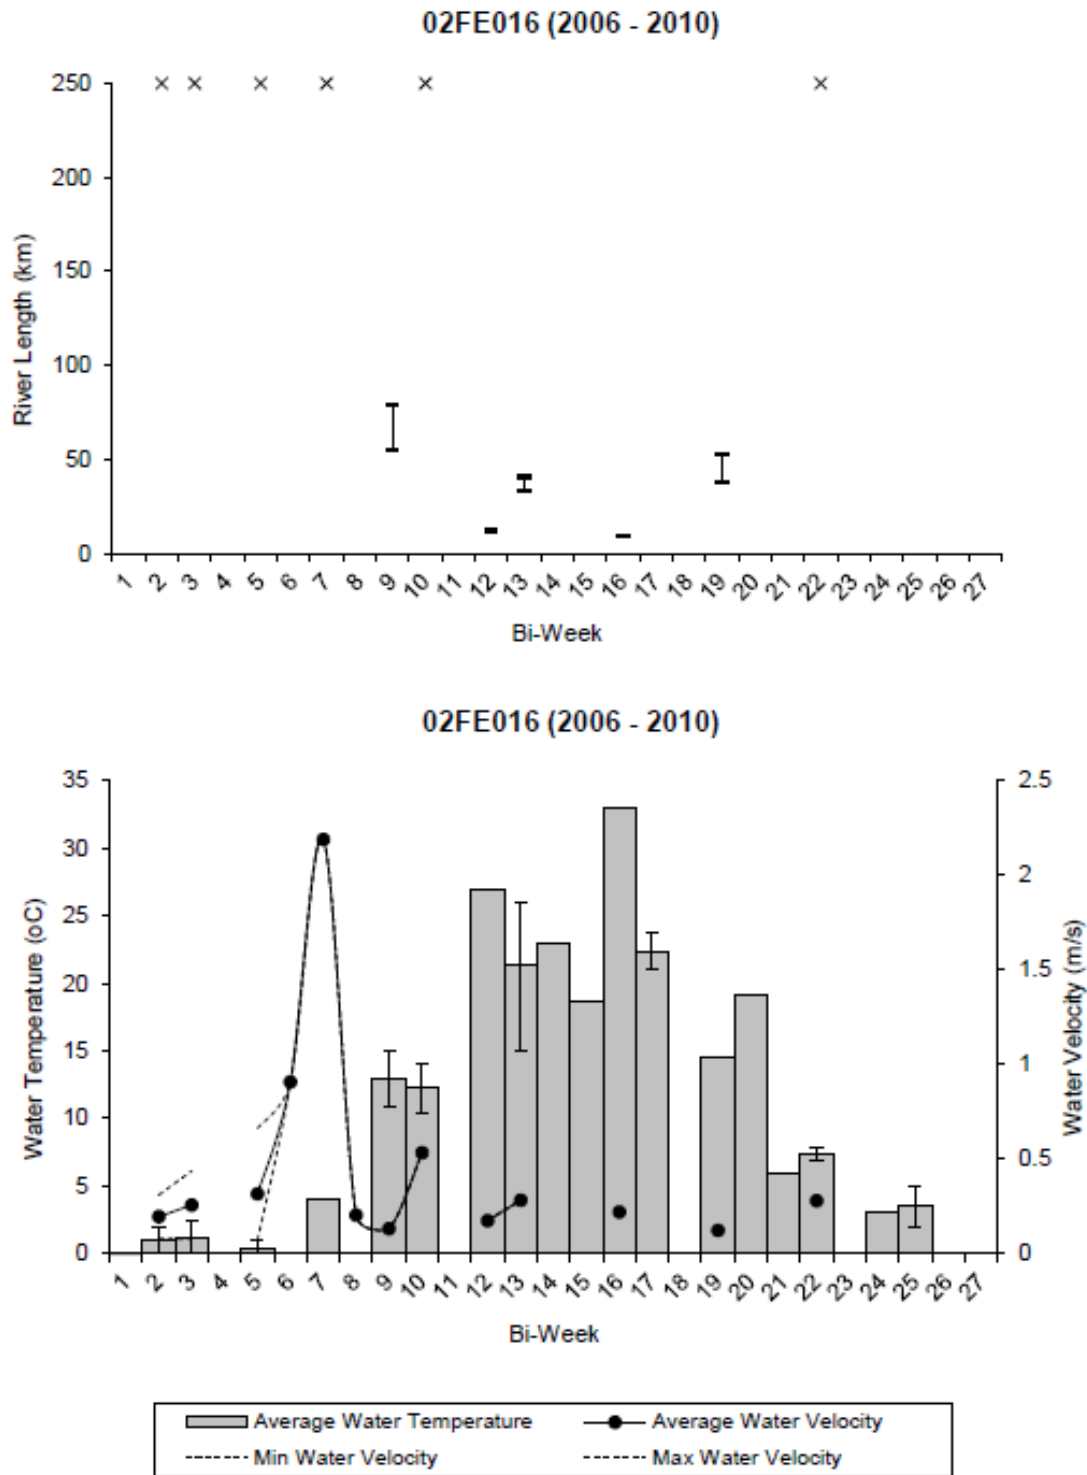 02FE016 (2006 - 2010)
250
200
150
100
50
0
River Length (km)
1 2 3 4 5 6 7 8 9 10 11 12 13 14 15 16 17 18 19 20 21 22 23 24 25 26 27
Bi-Week
02FE016 (2006 - 2010)
35
30
25
20
15
10
5
0
Water Temperature (oC)
2.5
2
1.5
1
0.5
0
Water Velocity (m/s)
1 2 3 4 5 6 7 8 9 10 11 12 13 14 15 16 17 18 19 20 21 22 23 24 25 26 27
Bi-Week
Average Water Temperature Average Water Velocity
Min Water Velocity Max Water Velocity